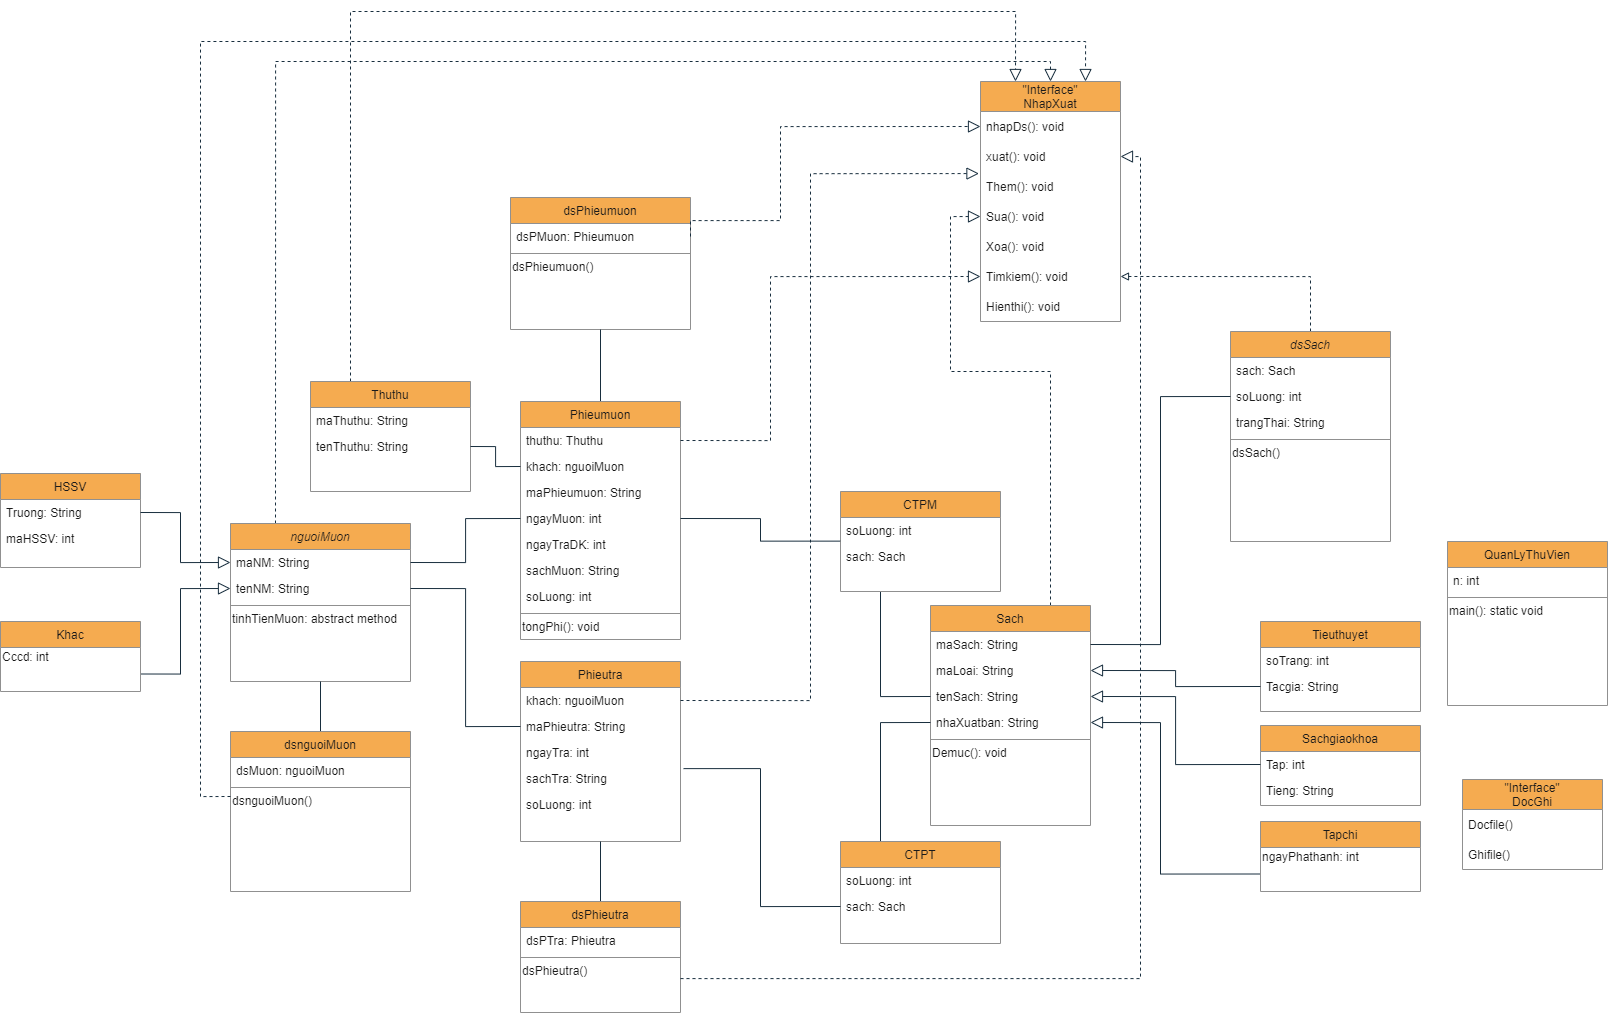 "Interface"
NhapXuat
nhapDs(): void
xuat(): void
Them(): void
Sua(): void
Xoa(): void
Timkiem(): void
Hienthi(): void
dsPhieumuon
dsPMuon: Phieumuon
dsPhieumuon()
dsSach
sach: Sach
soLuong: int
trangThai: String
dsSach()
Thuthu
maThuthu: String
tenThuthu: String
Phieumuon
thuthu: Thuthu
khach: nguoiMuon
maPhieumuon: String
ngayMuon: int
ngayTraDK: int
sachMuon: String
soLuong: int
tongPhi(): void
HSSV
Truong: String
maHSSV: int
nguoiMuon
maNM: String
tenNM: String
tinhTienMuon: abstract method
Khac
Cccd: int
CTPM
soLuong: int
sach: Sach
Sach
maSach: String
maLoai: String
tenSach: String
nhaXuatban: String
Demuc(): void
QuanLyThuVien
n: int
main(): static void
Tieuthuyet
soTrang: int
Tacgia: String
Phieutra
khach: nguoiMuon
maPhieutra: String
ngayTra: int
sachTra: String
soLuong: int
dsnguoiMuon
dsMuon: nguoiMuon
dsnguoiMuon()
Sachgiaokhoa
Tap: int
Tieng: String
"Interface"
DocGhi
Docfile()
Ghifile()
Tapchi
ngayPhathanh: int
CTPT
soLuong: int
sach: Sach
dsPhieutra
dsPTra: Phieutra
dsPhieutra()